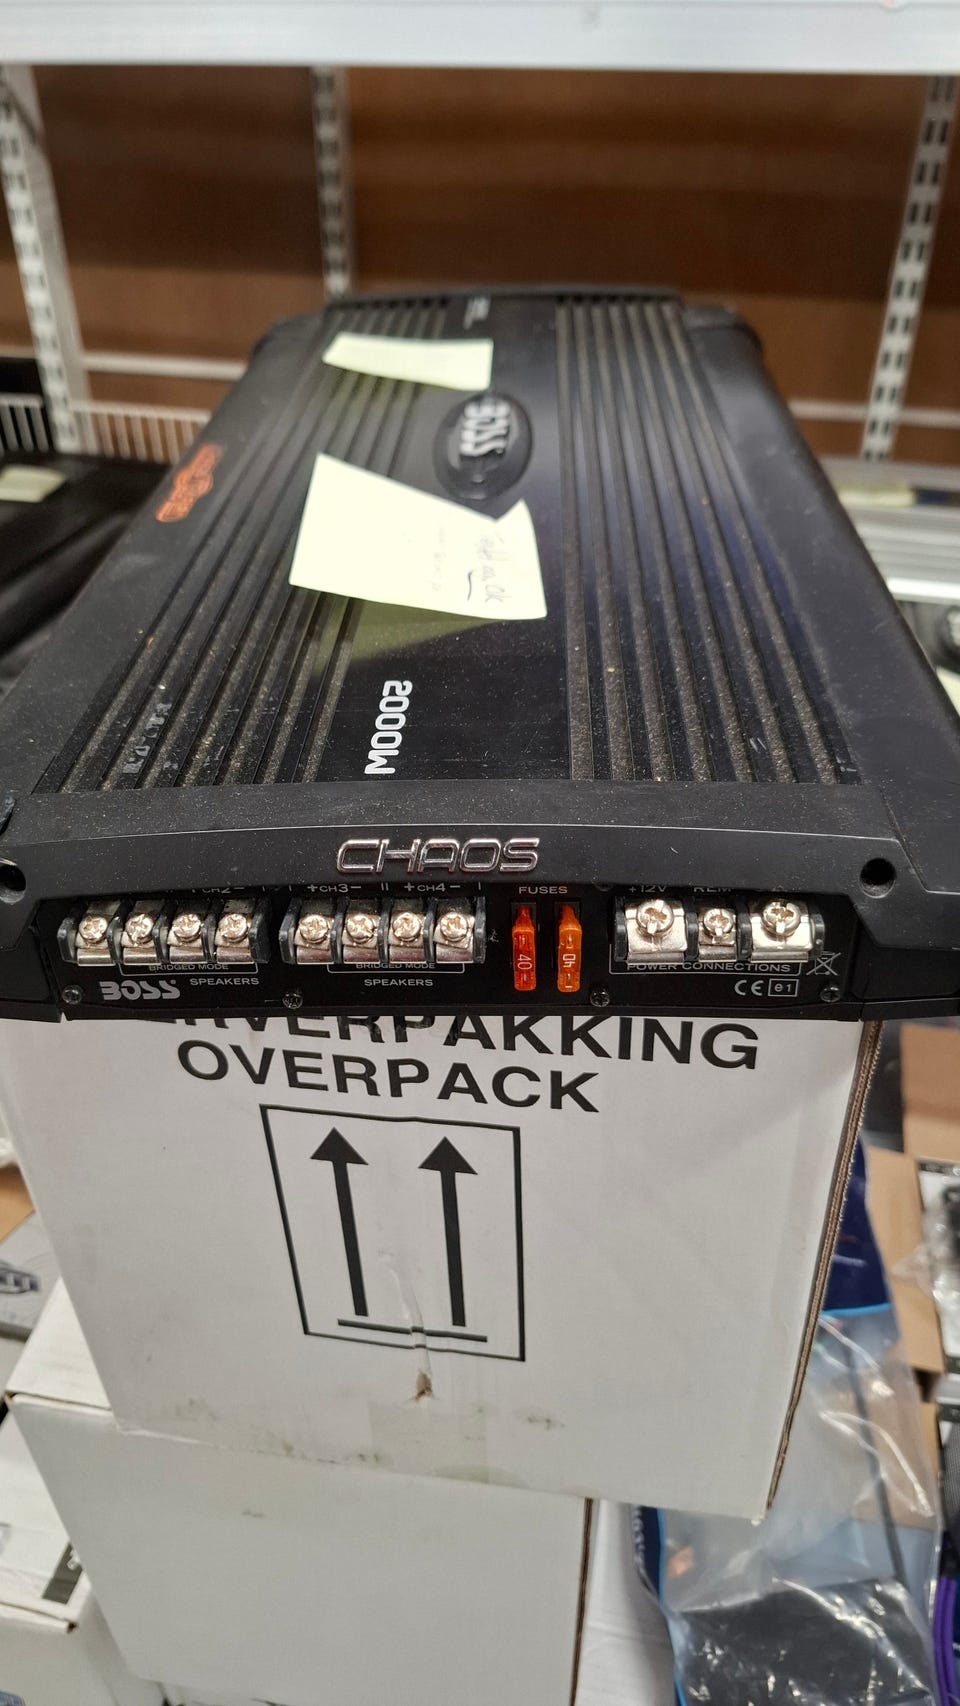 BOSS
2000W
CHAOS
CH2 - + CH3 - + CH4 - FUSES +12V REM
40 40
BRIDGED MODE BRIDGED MODE POWER CONNECTIONS
BOSS SPEAKERS SPEAKERS CE e1
OVERPACK